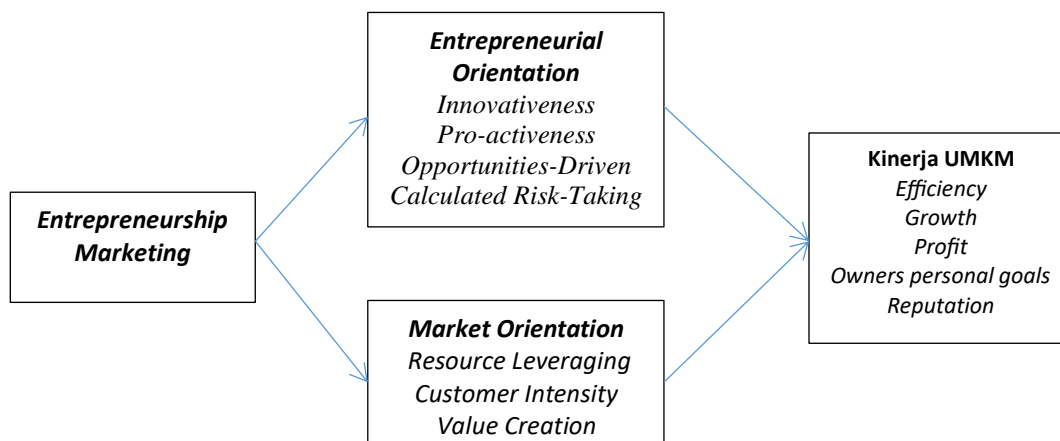 Entrepreneurial
Orientation
Innovativeness
Pro-activeness
Opportunities-Driven
Calculated Risk-Taking
Entrepreneurship
Marketing
Market Orientation
Resource Leveraging
Customer Intensity
Value Creation
Kinerja UMKM
Efficiency
Growth
Profit
Owners personal goals
Reputation